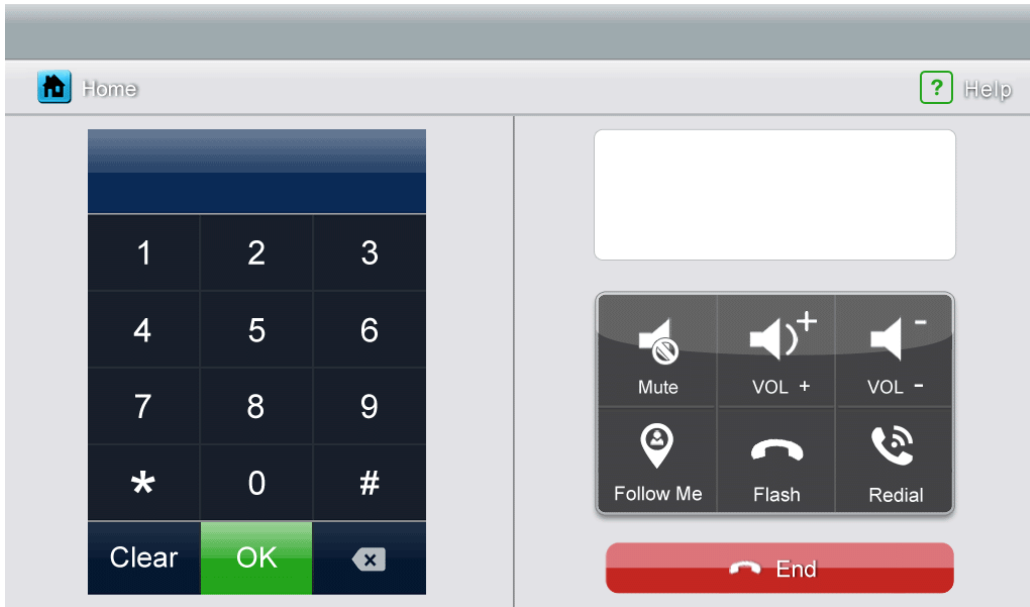 Home
? Help
1 2 3
4 5 6
7 8 9
* 0 #
Clear OK
Mute VOL + VOL -
Follow Me Flash Redial
End